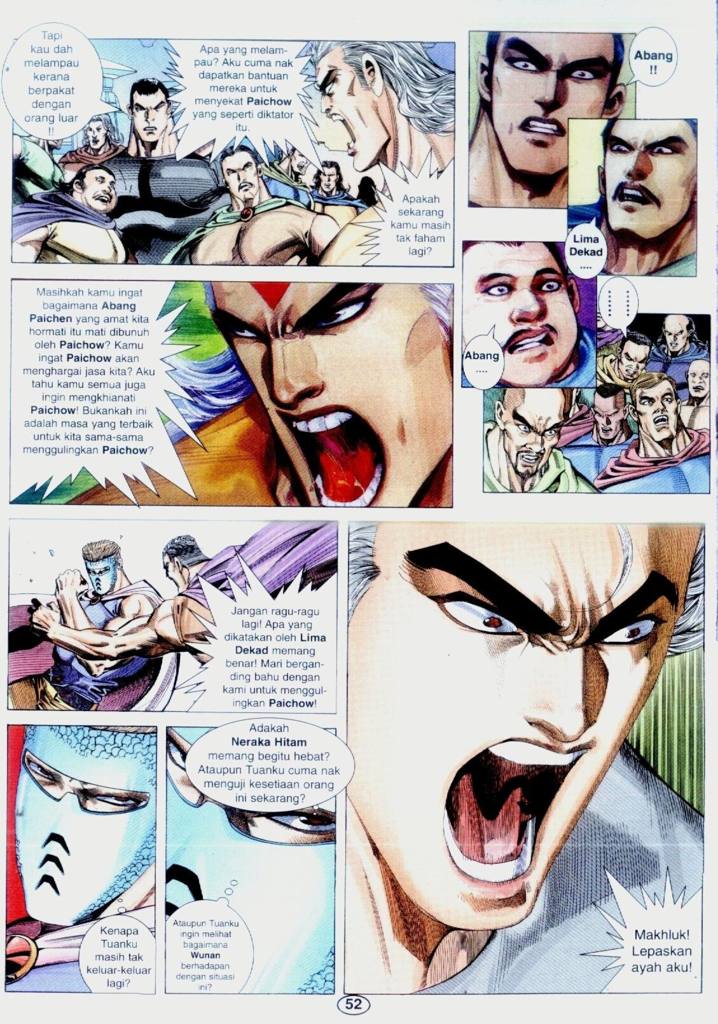 Tapi
kau dah
melampau
kerana
berpakat
dengan
orang luar
!!
Apa yang melam-
pau? Aku cuma nak
dapatkan bantuan
mereka untuk
menyekat Paichow
yang seperti diktator
itu.
Apakah
sekarang
kamu masih
tak faham
lagi?
Abang
!!
Lima
Dekad
....
Abang
....
......
Masihkah kamu ingat
bagaimana Abang
Paichen yang amat kita
hormati itu mati dibunuh
oleh Paichow? Kamu
ingat Paichow akan
menghargai jasa kita? Aku
tahu kamu semua juga
ingin mengkhianati
Paichow! Bukankah ini
adalah masa yang terbaik
untuk kita sama-sama
menggulingkan Paichow?
Jangan ragu-ragu
lagi! Apa yang
dikatakan oleh Lima
Dekad memang
benar! Mari bergan-
ding bahu dengan
kami untuk menggul-
ingkan Paichow!
Kenapa
Tuanku
masih tak
keluar-keluar
lagi?
Adakah
Neraka Hitam
memang begitu hebat?
Ataupun Tuanku cuma nak
menguji kesetiaan orang
ini sekarang?
Ataupun Tuanku
ingin melihat
bagaimana
Wunan
berhadapan
dengan situasi
ini?
Makhluk!
Lepaskan
ayah aku!
52